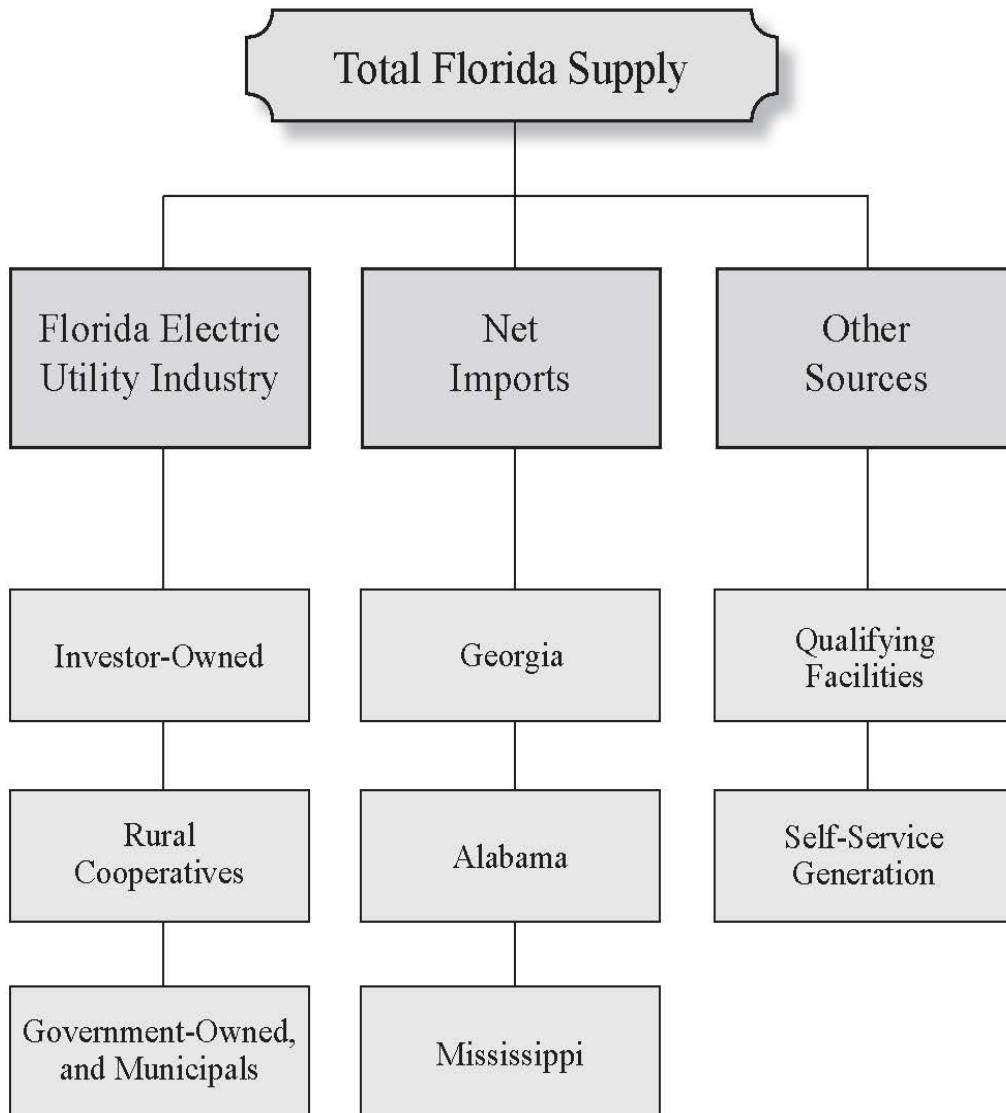 Total Florida Supply
Florida Electric
Utility Industry
Net
Imports
Other
Sources
Investor-Owned
Georgia
Qualifying
Facilities
Rural
Cooperatives
Alabama
Self-Service
Generation
Government-Owned,
and Municipals
Mississippi